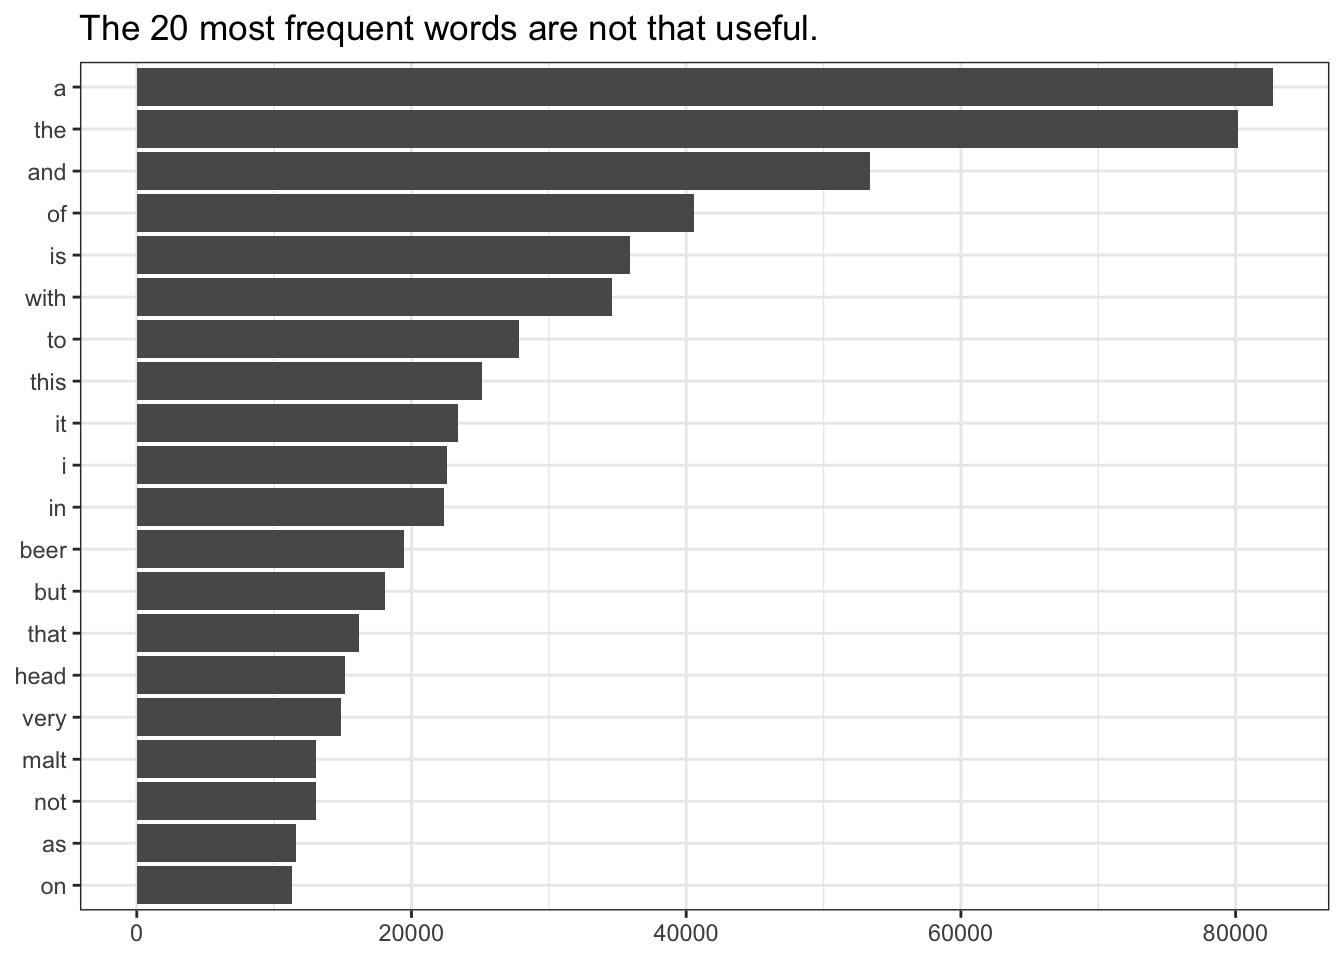 The 20 most frequent words are not that useful.
a
the
and
of
is
with
to
this
it
i
in
beer
but
that
head
very
malt
not
as
on
0 20000 40000 60000 80000